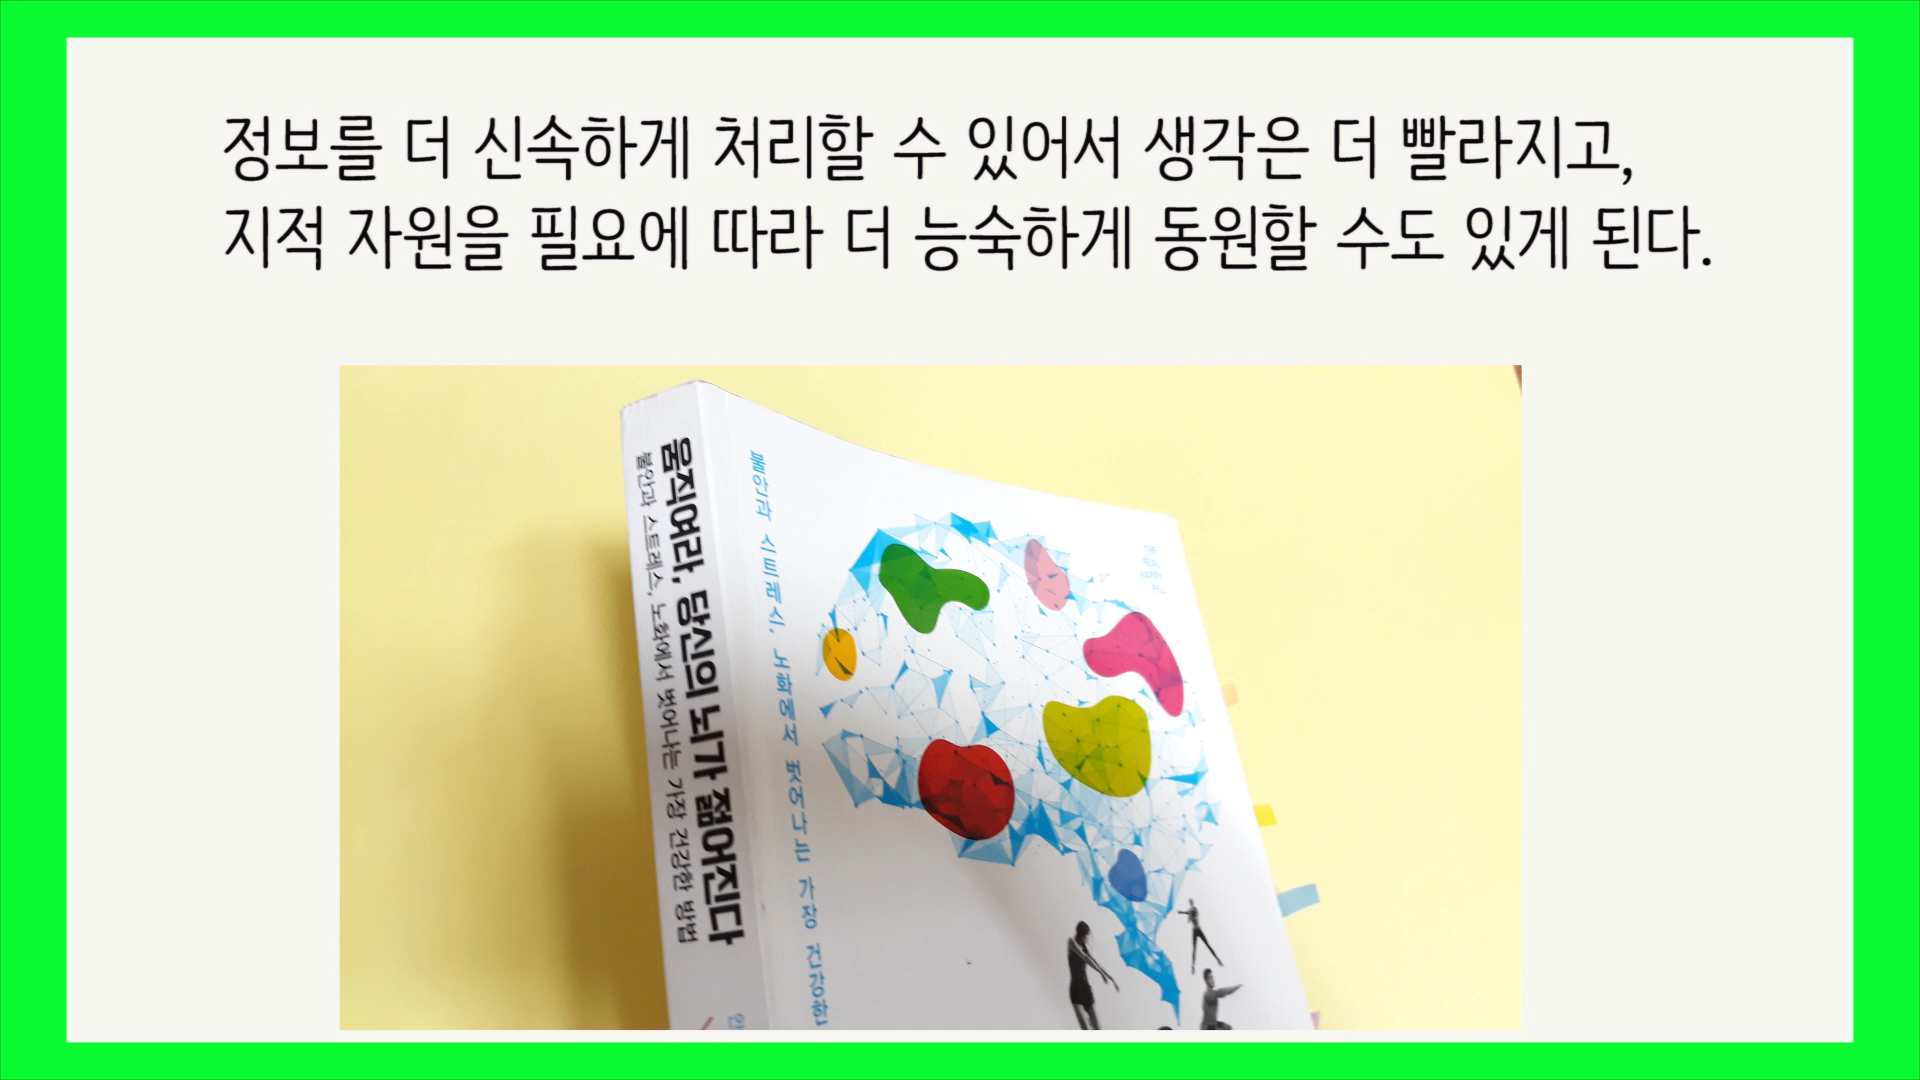 정보를 더 신속하게 처리할 수 있어서 생각은 더 빨라지고,
지적 자원을 필요에 따라 더 능숙하게 동원할 수도 있게 된다.
움직여라, 당신의 뇌가 젊어진다
불안과 스트레스, 노화에서 벗어나는 가장 건강한 방법
불안과 스트레스, 노화에서 벗어나는 가장 건강한
THE
REAL
HAPPY
PILL